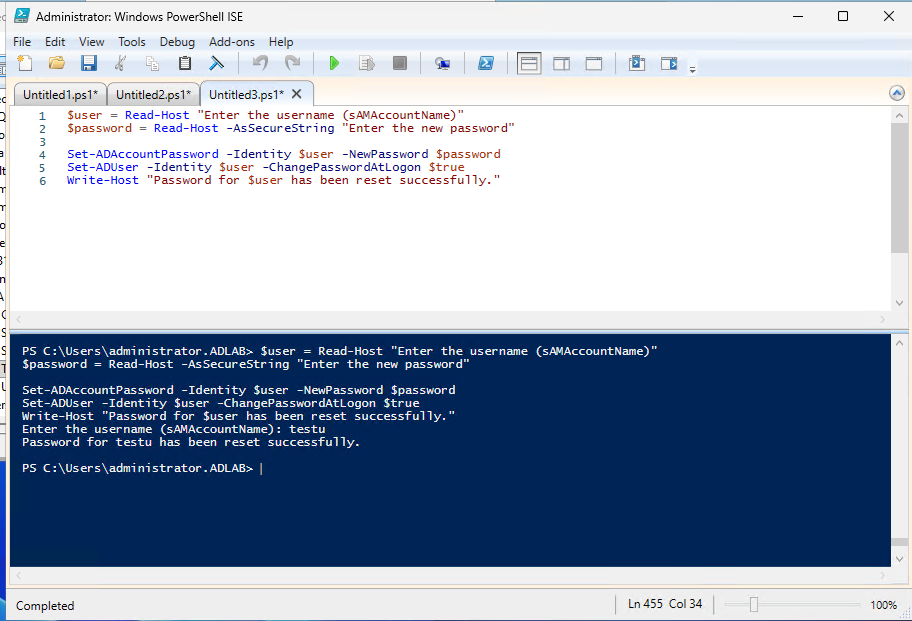 Administrator: Windows PowerShell ISE
File Edit View Tools Debug Add-ons Help
Untitled1.ps1* Untitled2.ps1* Untitled3.ps1*
1 $user = Read-Host "Enter the username (sAMAccountName)"
2 $password = Read-Host -AsSecureString "Enter the new password"
3
4 Set-ADAccountPassword -Identity $user -NewPassword $password
5 Set-ADUser -Identity $user -ChangePasswordAtLogon $true
6 Write-Host "Password for $user has been reset successfully."
PS C:\Users\administrator.ADLAB> $user = Read-Host "Enter the username (sAMAccountName)"
$password = Read-Host -AsSecureString "Enter the new password"
Set-ADAccountPassword -Identity $user -NewPassword $password
Set-ADUser -Identity $user -ChangePasswordAtLogon $true
Write-Host "Password for $user has been reset successfully."
Enter the username (sAMAccountName): testu
Password for testu has been reset successfully.
PS C:\Users\administrator.ADLAB>
Completed Ln 455 Col 34 100%